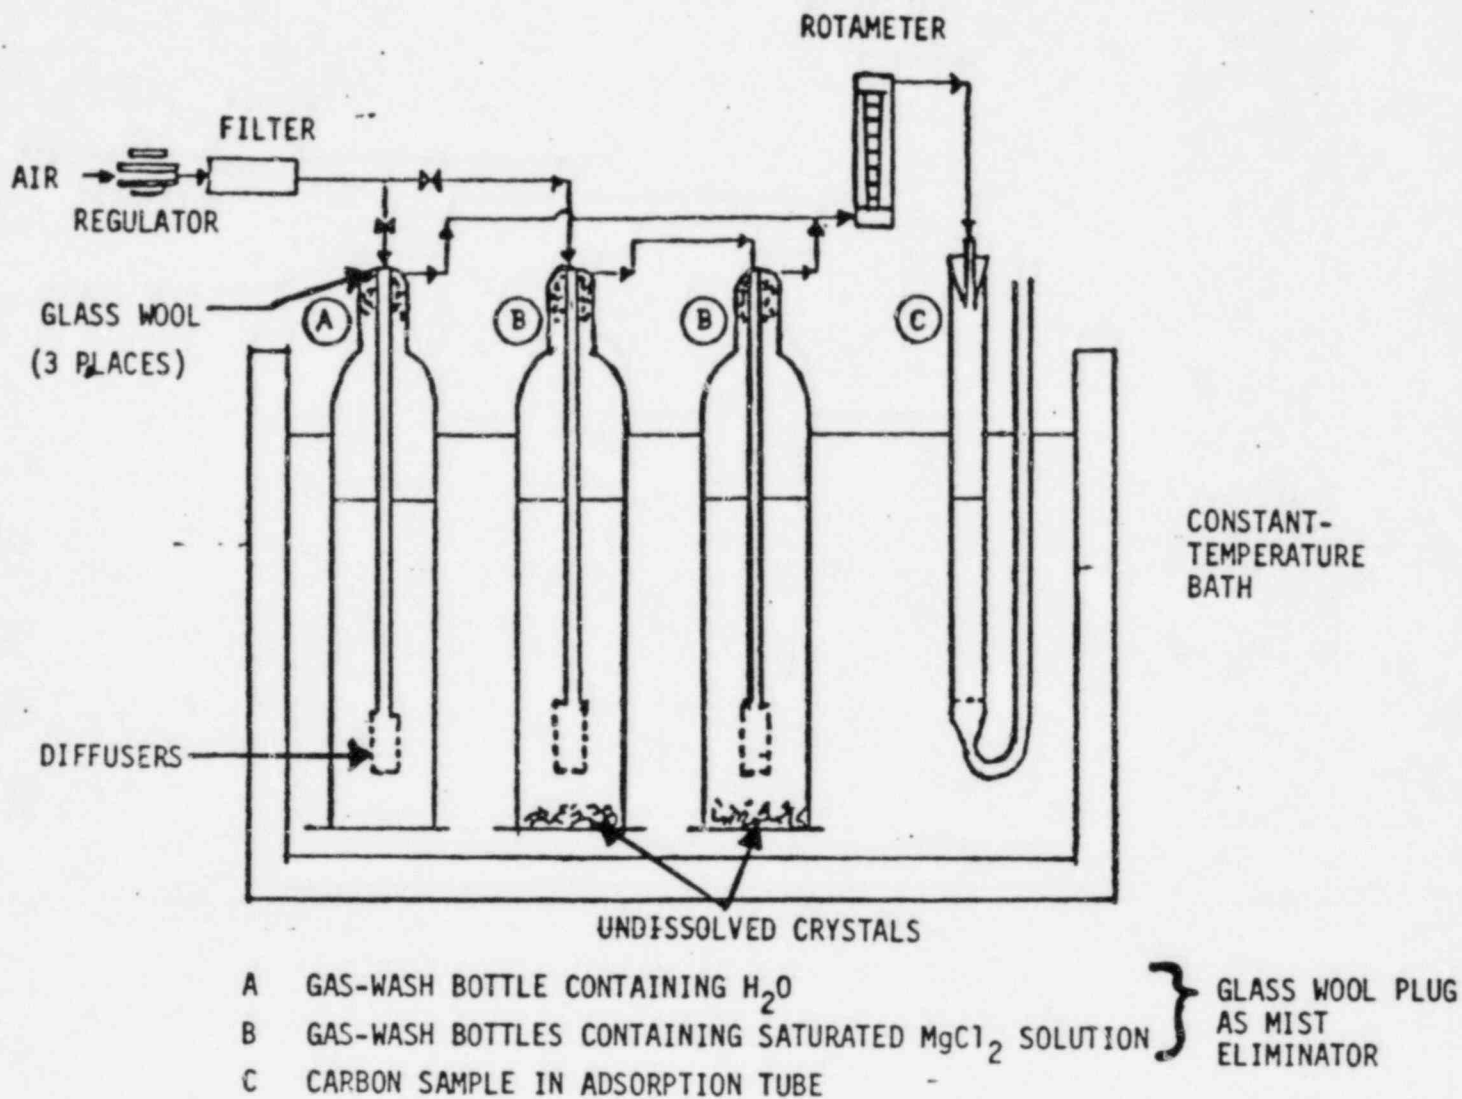 ROTAMETER
FILTER
AIR
REGULATOR
GLASS WOOL
(3 PLACES)
A
B
B
C
CONSTANT-
TEMPERATURE
BATH
DIFFUSERS
UNDISSOLVED CRYSTALS
A GAS-WASH BOTTLE CONTAINING H2O
B GAS-WASH BOTTLES CONTAINING SATURATED MgCl2 SOLUTION
C CARBON SAMPLE IN ADSORPTION TUBE
GLASS WOOL PLUG
AS MIST
ELIMINATOR